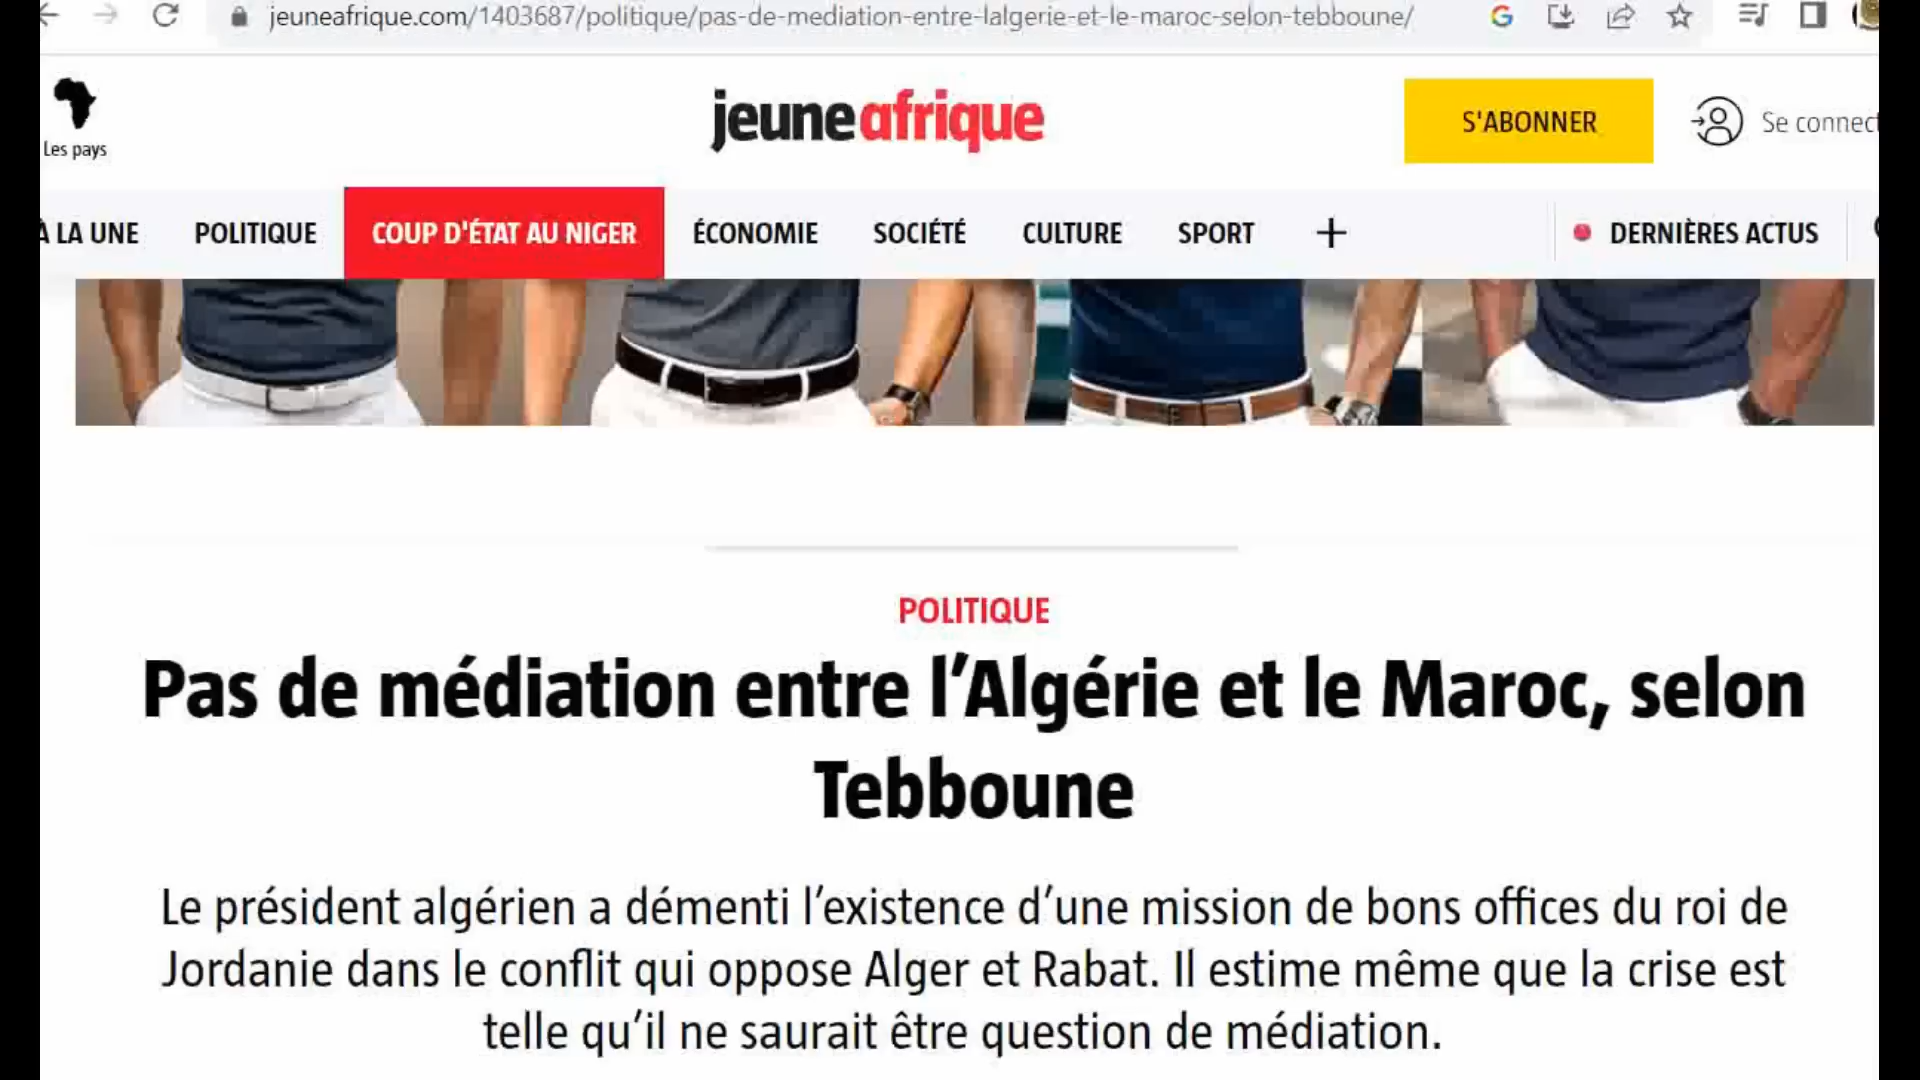 jeuneafrique.com/1403687/politique/pas-de-mediation-entre-lalgerie-et-le-maroc-selon-tebboune/
Les pays
jeuneafrique
S'ABONNER
Se connect
À LA UNE
POLITIQUE
COUP D'ÉTAT AU NIGER
ÉCONOMIE
SOCIÉTÉ
CULTURE
SPORT
+
DERNIÈRES ACTUS
POLITIQUE
Pas de médiation entre l’Algérie et le Maroc, selon
Tebboune
Le président algérien a démenti l’existence d’une mission de bons offices du roi de
Jordanie dans le conflit qui oppose Alger et Rabat. Il estime même que la crise est
telle qu’il ne saurait être question de médiation.